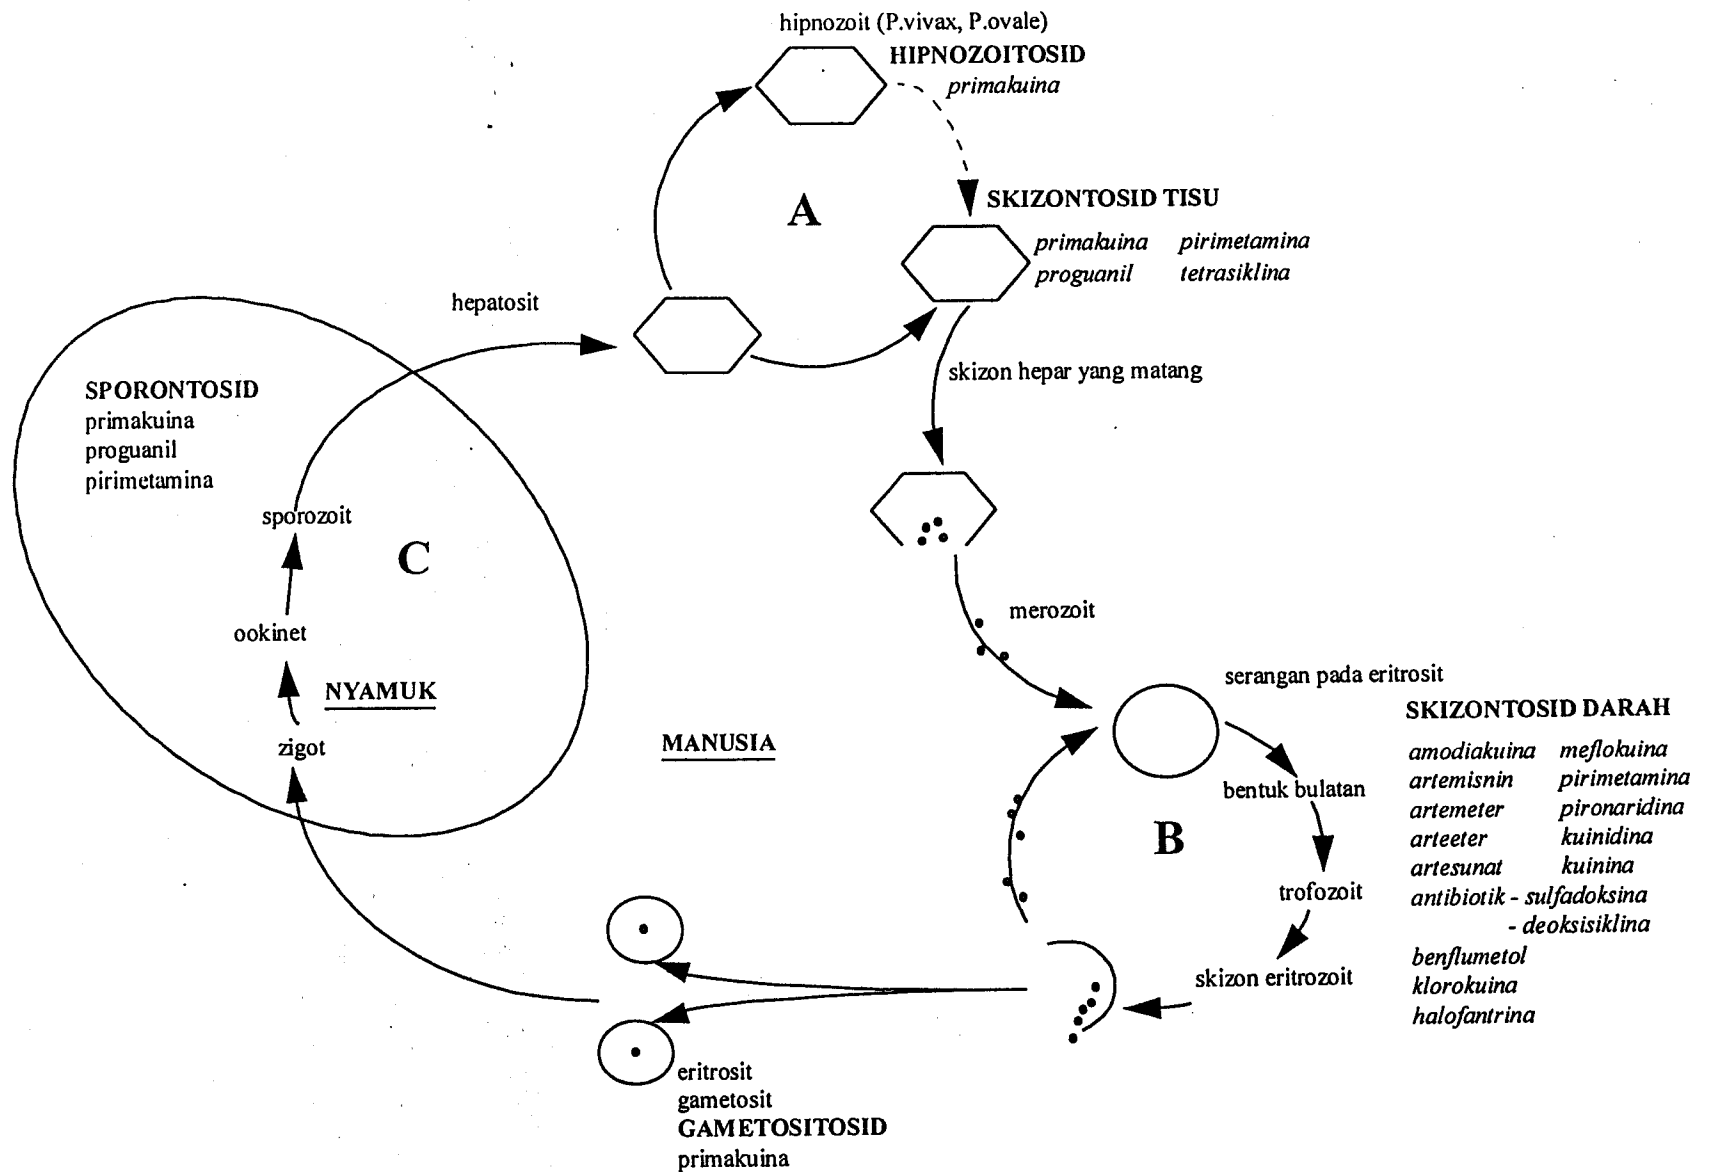 hipnozoit (P.vivax, P.ovale)
HIPNOZOITOSID
primakuina
A
SKIZONTOSID TISU
primakuina pirimetamina
proguanil tetrasiklina
hepatosit
skizon hepar yang matang
SPORONTOSID
primakuina
proguanil
pirimetamina
sporozoit
C
ookinet
NYAMUK
zigot
merozoit
MANUSIA
serangan pada eritrosit
SKIZONTOSID DARAH
amodiakuina meflokuina
artemisnin pirimetamina
artemeter pironaridina
arteeter kuinidina
artesunat kuinina
antibiotik - sulfadoksina
- deoksisiklina
benflumetol
klorokuina
halofantrina
bentuk bulatan
B
trofozoit
skizon eritrozoit
eritrosit
gametosit
GAMETOSITOSID
primakuina